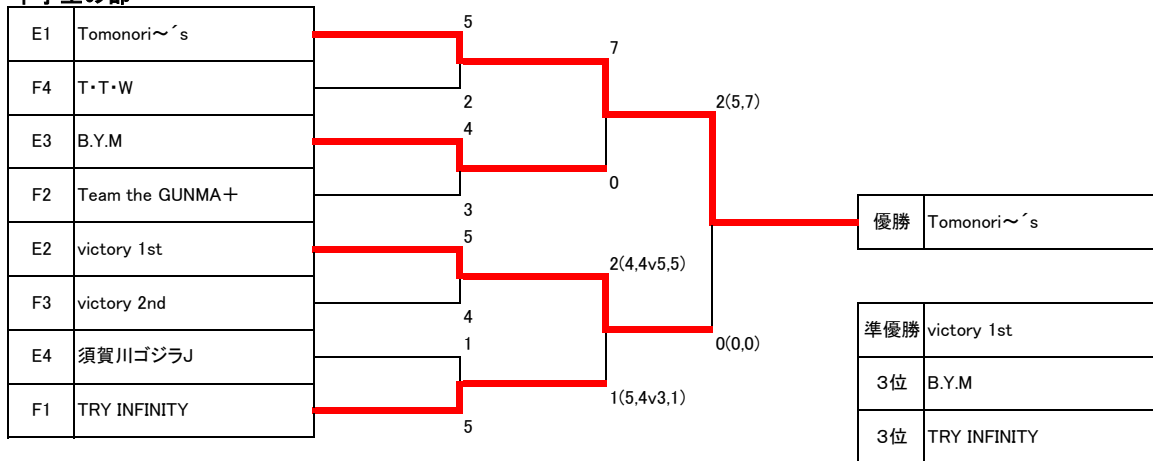 E1 Tomonori～´s
F4 T・T・W
E3 B.Y.M
F2 Team the GUNMA＋
E2 victory 1st
F3 victory 2nd
E4 須賀川ゴジラJ
F1 TRY INFINITY
5
2
4
3
5
4
1
5
7
0
2(4,4v5,5)
1(5,4v3,1)
2(5,7)
0(0,0)
優勝 Tomonori～´s
準優勝 victory 1st
3位 B.Y.M
3位 TRY INFINITY